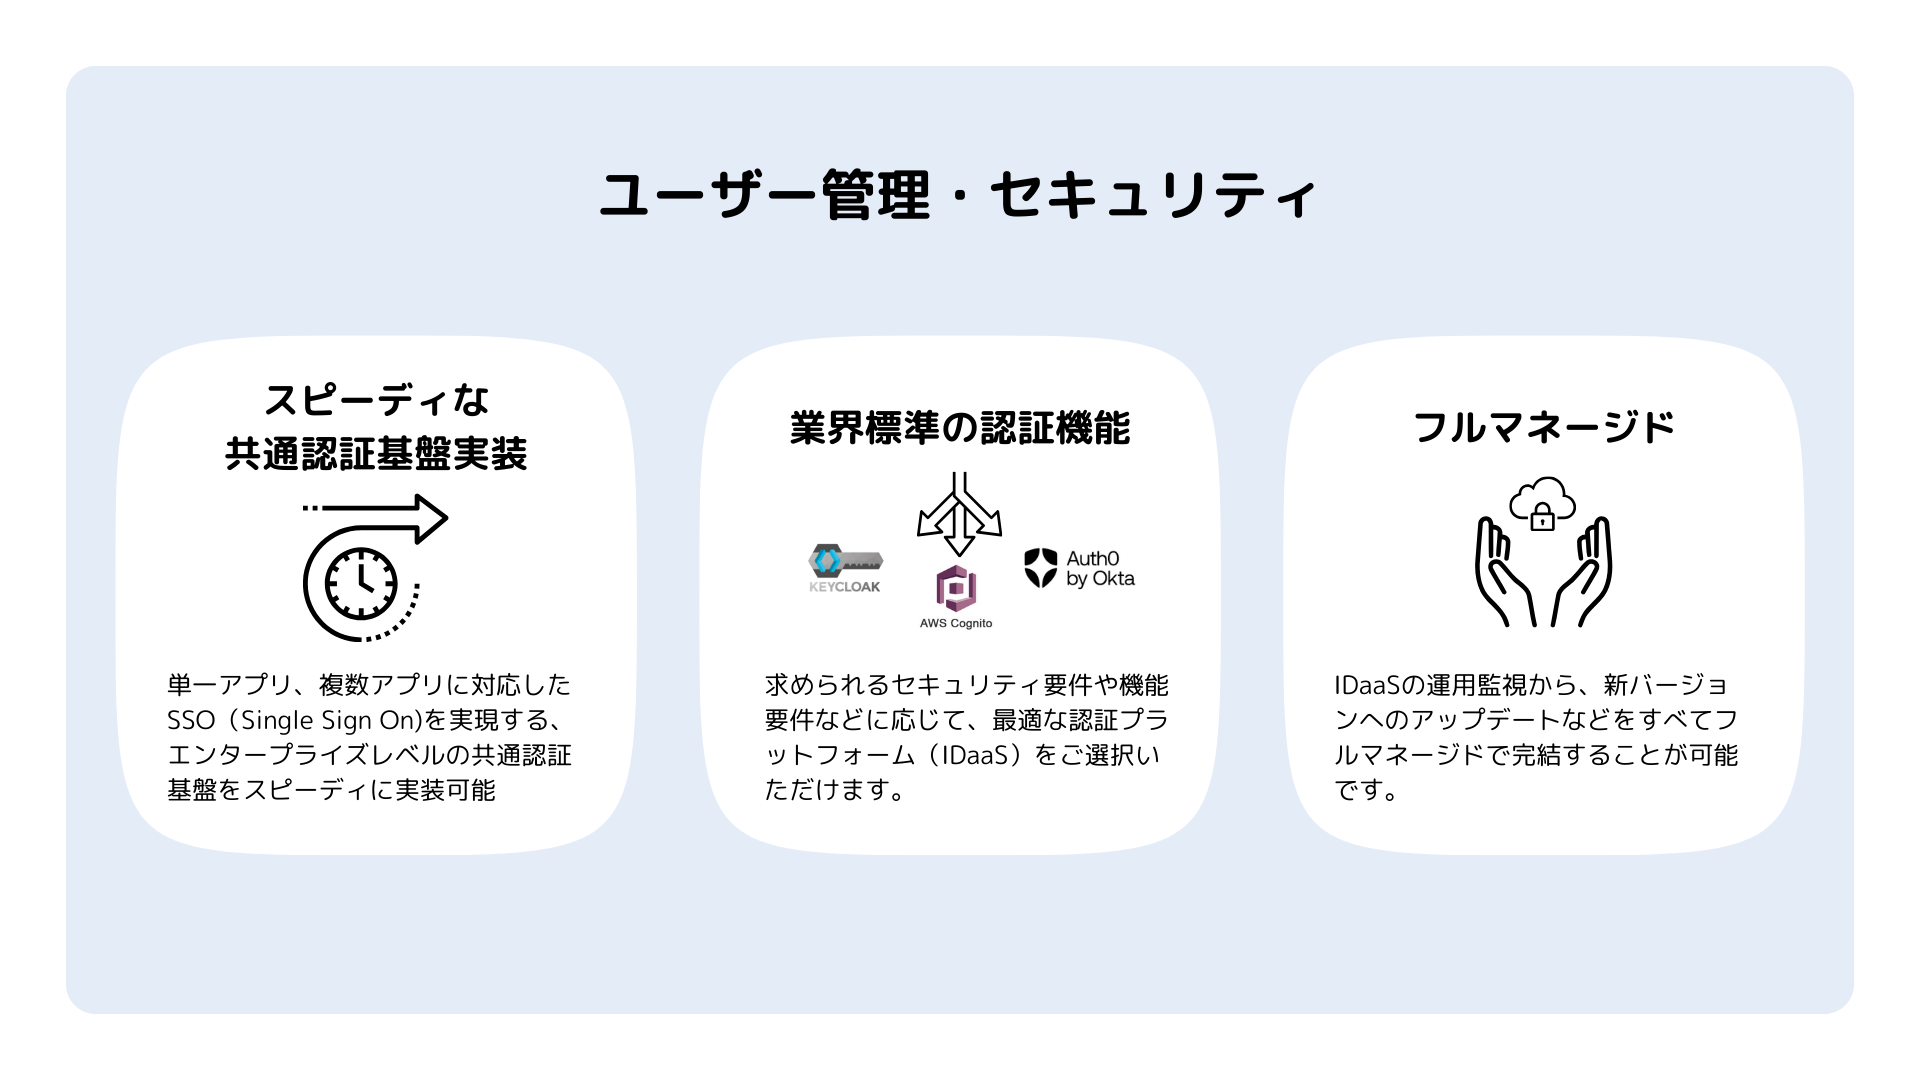 ユーザー管理・セキュリティ
スピーディな
共通認証基盤実装
単一アプリ、複数アプリに対応した
SSO（Single Sign On)を実現する、
エンタープライズレベルの共通認証
基盤をスピーディに実装可能
業界標準の認証機能
KEYCLOAK
AWS Cognito
Auth0
by Okta
求められるセキュリティ要件や機能
要件などに応じて、最適な認証プラ
ットフォーム（IDaaS）をご選択い
ただけます。
フルマネージド
IDaaSの運用監視から、新バージョ
ンへのアップデートなどをすべてフ
ルマネージドで完結することが可能
です。